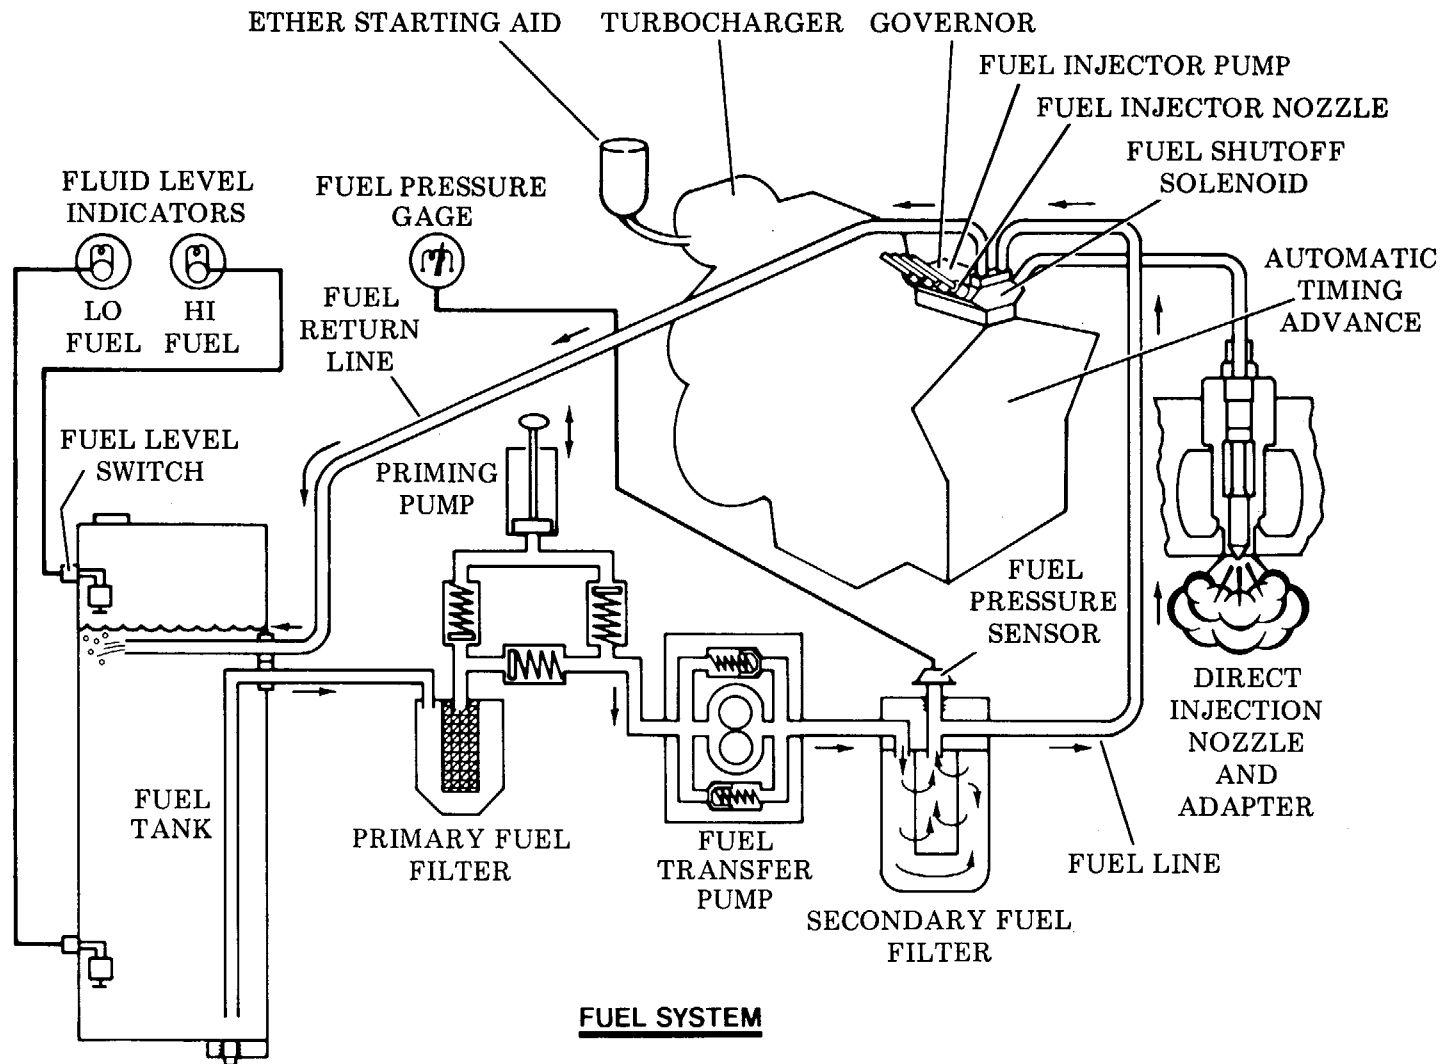 ETHER STARTING AID
TURBOCHARGER
GOVERNOR
FUEL INJECTOR PUMP
FUEL INJECTOR NOZZLE
FUEL SHUTOFF
SOLENOID
FLUID LEVEL
INDICATORS
FUEL PRESSURE
GAGE
AUTOMATIC
TIMING
ADVANCE
LO
FUEL
HI
FUEL
FUEL
RETURN
LINE
FUEL LEVEL
SWITCH
PRIMING
PUMP
FUEL
PRESSURE
SENSOR
DIRECT
INJECTION
NOZZLE
AND
ADAPTER
FUEL
TANK
PRIMARY FUEL
FILTER
FUEL
TRANSFER
PUMP
FUEL LINE
SECONDARY FUEL
FILTER
FUEL SYSTEM